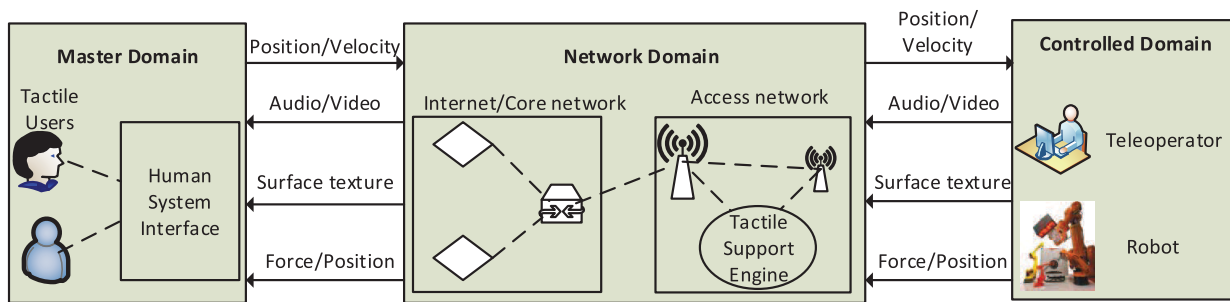 Master Domain
Tactile
Users
Human
System
Interface
Position/Velocity
Audio/Video
Surface texture
Force/Position
Network Domain
Internet/Core network
Access network
Tactile
Support
Engine
Position/
Velocity
Audio/Video
Surface texture
Force/Position
Controlled Domain
Teleoperator
Robot